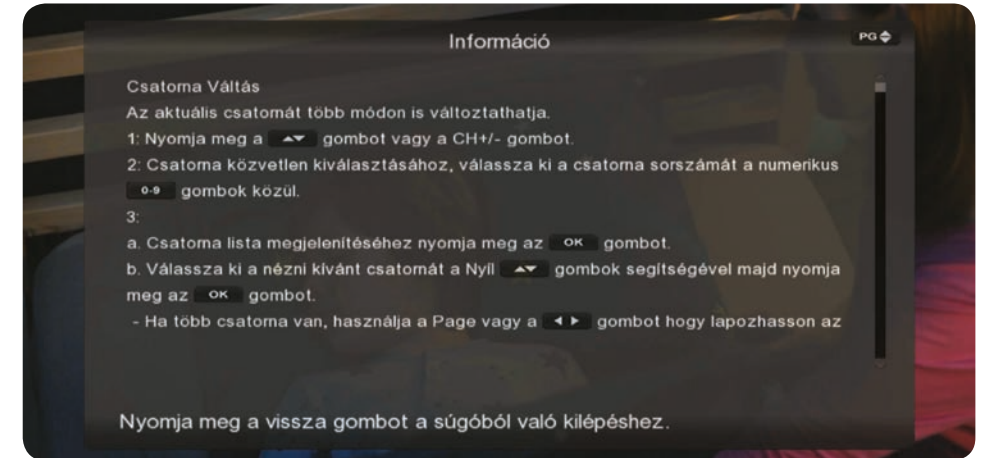 Információ
PG
Csatorna Váltás
Az aktuális csatornát több módon is változtathatja.
1: Nyomja meg a ▲▼ gombot vagy a CH+/- gombot.
2: Csatorna közvetlen kiválasztásához, válassza ki a csatorna sorszámát a numerikus
0-9 gombok közül.
3:
a. Csatorna lista megjelenítéséhez nyomja meg az OK gombot.
b. Válassza ki a nézni kívánt csatornát a Nyíl ▲▼ gombok segítségével majd nyomja
meg az OK gombot.
- Ha több csatorna van, használja a Page vagy a ◄ ► gombot hogy lapozhasson az
Nyomja meg a vissza gombot a súgóból való kilépéshez.